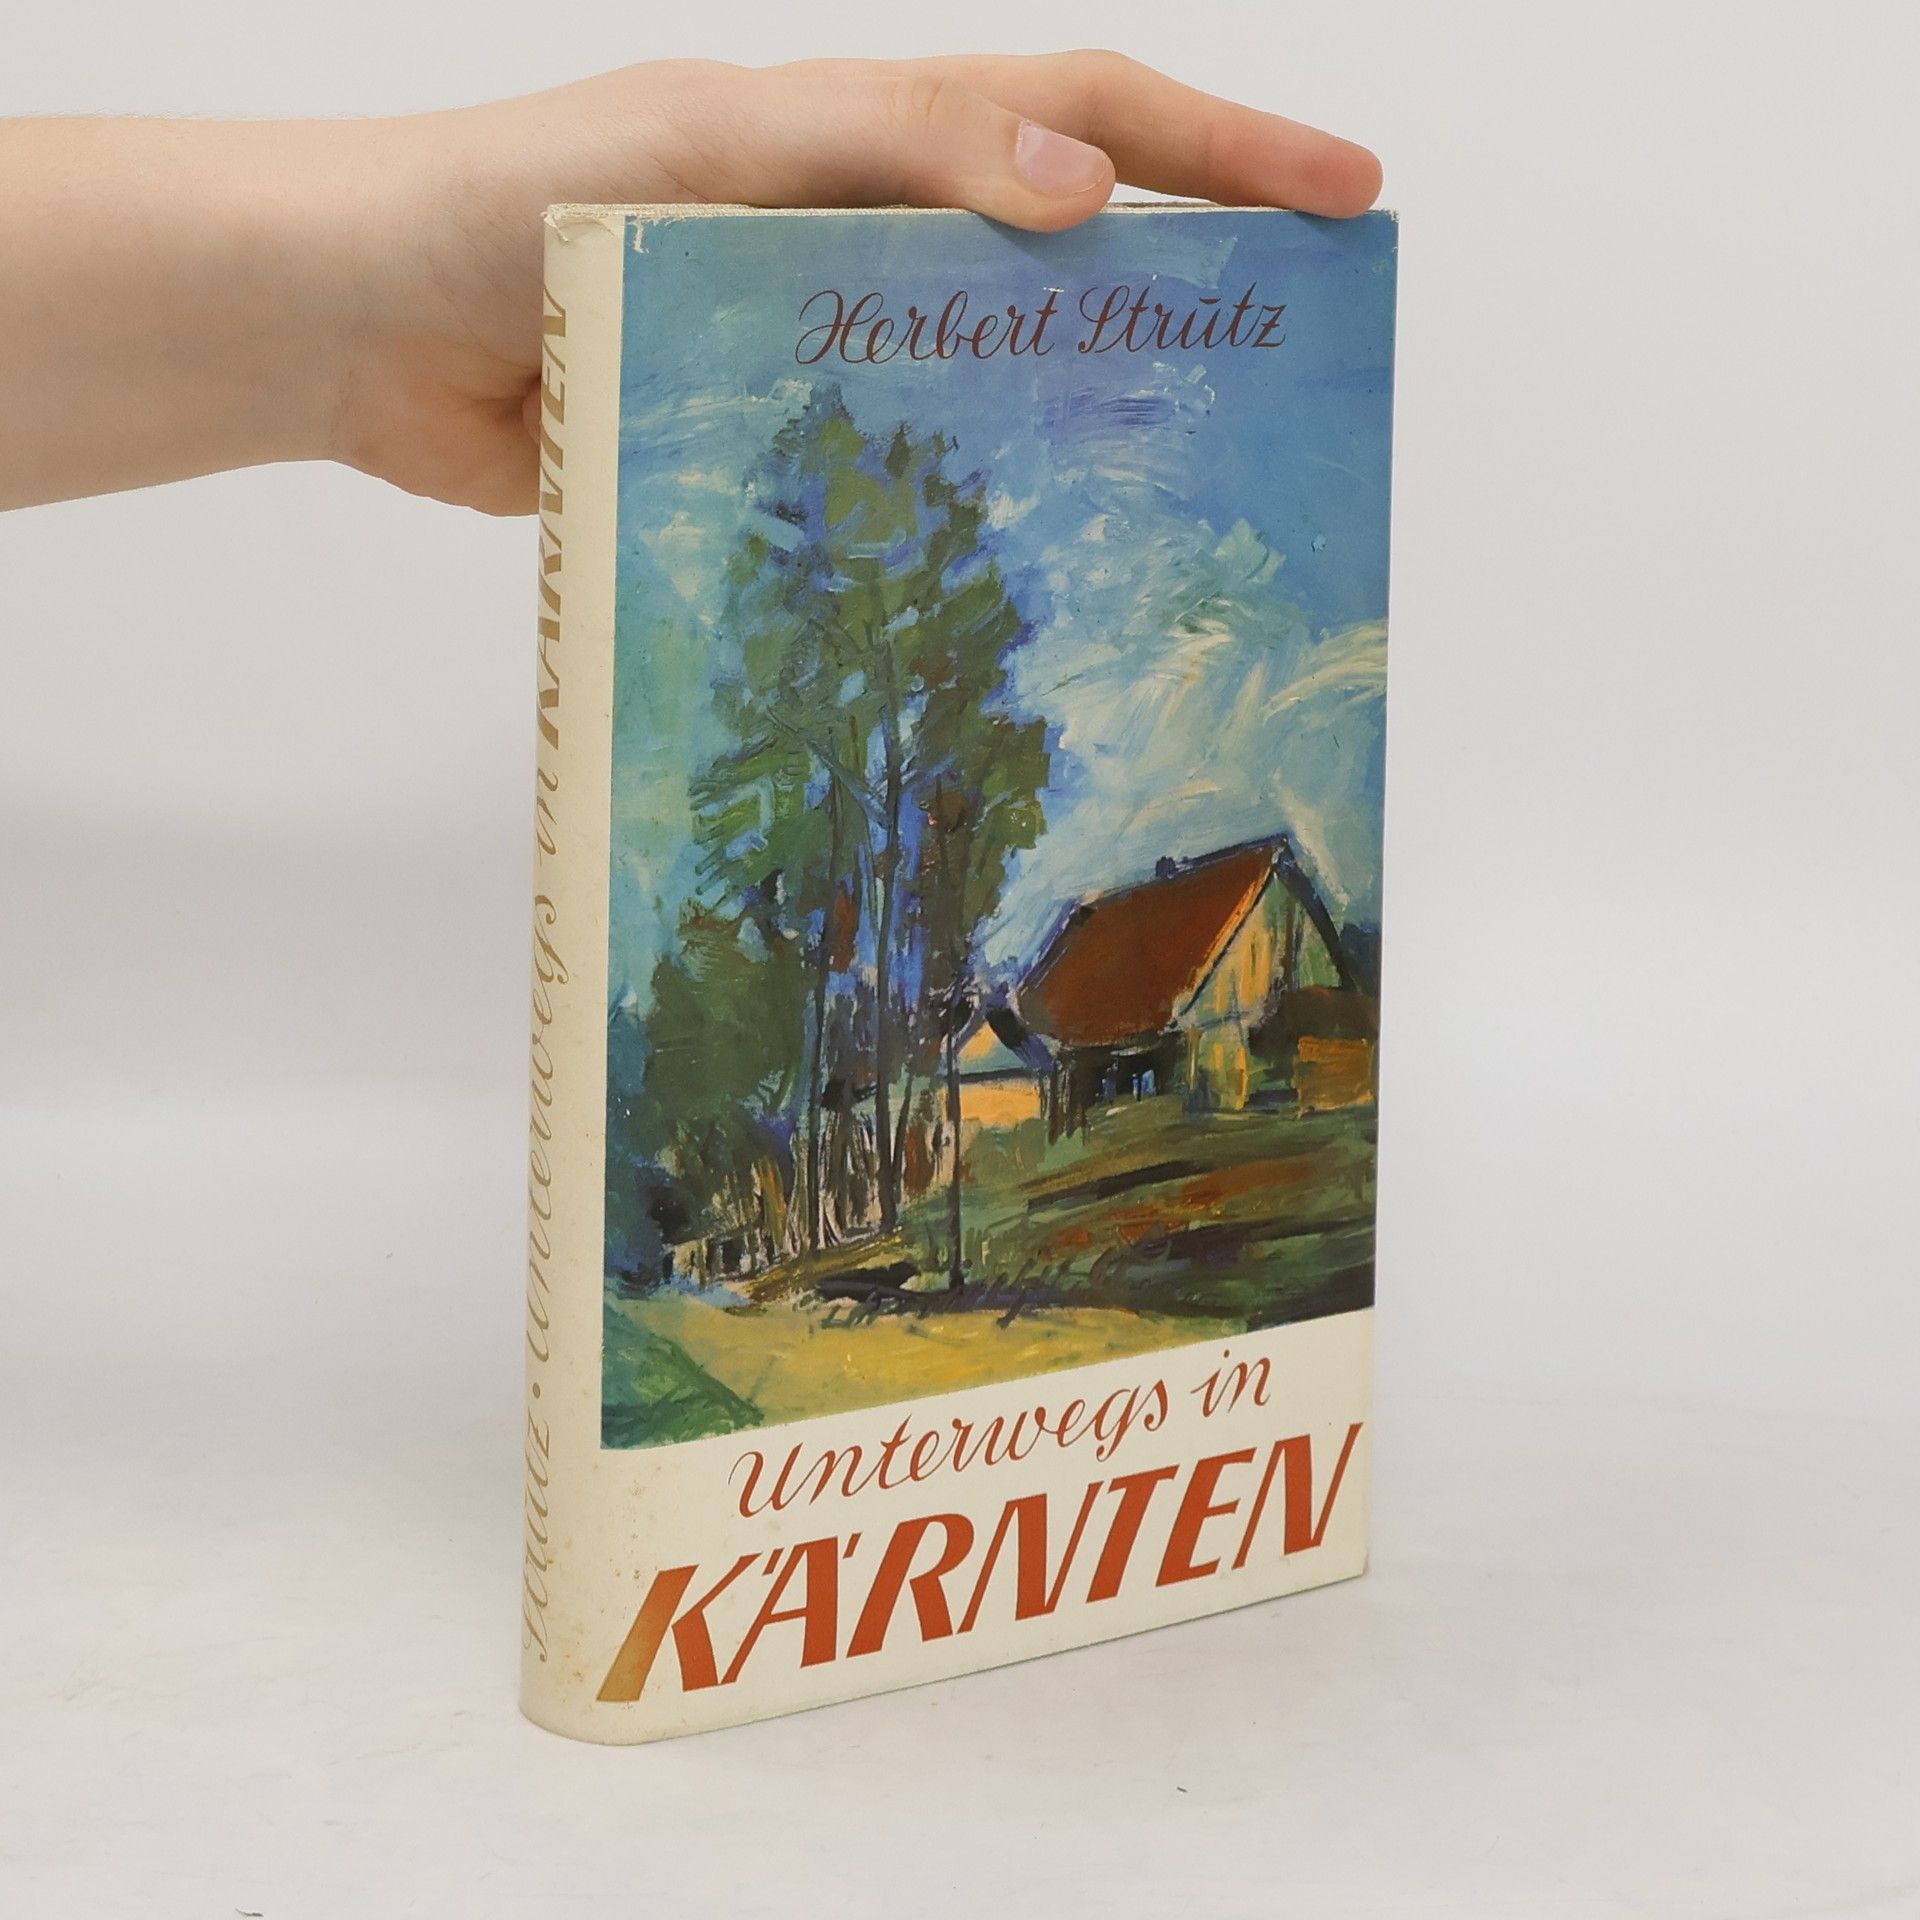 Herbert Strutz
Unterwegs in
KÄRNTEN
Strutz · Unterwegs in KÄRNTEN